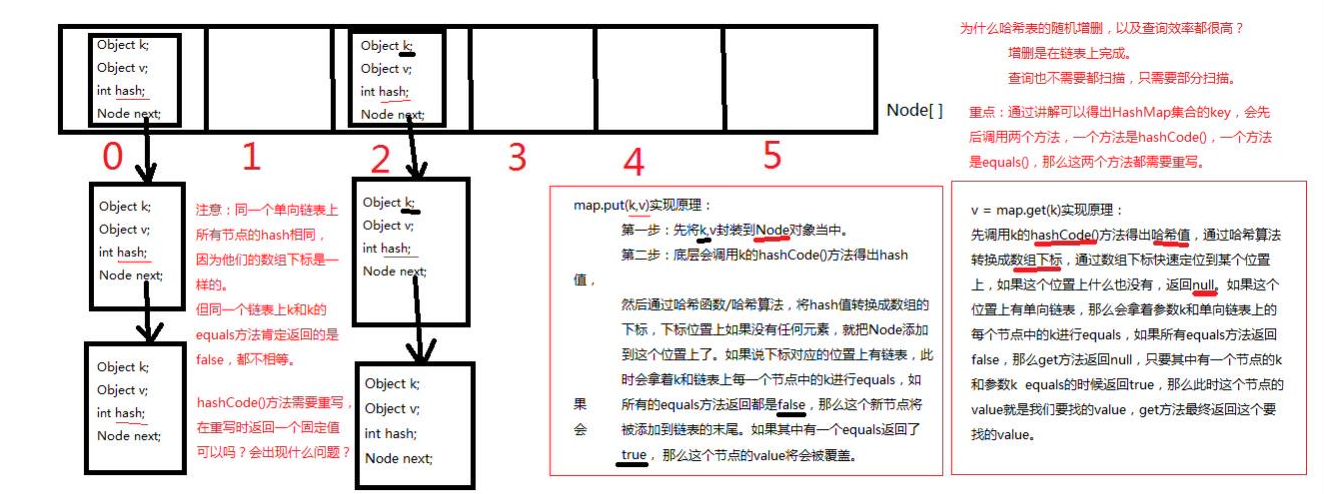 Object k;
Object v;
int hash;
Node next;
Object k;
Object v;
int hash;
Node next;
Node[ ]
0
1
2
3
4
5
Object k;
Object v;
int hash;
Node next;
Object k;
Object v;
int hash;
Node next;
Object k;
Object v;
int hash;
Node next;
Object k;
Object v;
int hash;
Node next;
注意：同一个单向链表上
所有节点的hash相同，
因为他们的数组下标是一
样的。
但同一个链表上k和k的
equals方法肯定返回的是
false，都不相等。
hashCode()方法需要重写，
在重写时返回一个固定值
可以吗？会出现什么问题？
为什么哈希表的随机增删，以及查询效率都很高？
增删是在链表上完成。
查询也不需要都扫描，只需要部分扫描。
重点：通过讲解可以得出HashMap集合的key，会先
后调用两个方法，一个方法是hashCode()，一个方法
是equals()，那么这两个方法都需要重写。
map.put(k,v)实现原理：
第一步：先将k,v封装到Node对象当中。
第二步：底层会调用k的hashCode()方法得出hash
值，
然后通过哈希函数/哈希算法，将hash值转换成数组的
下标，下标位置上如果没有任何元素，就把Node添加
到这个位置上了。如果说下标对应的位置上有链表，此
时会拿着k和链表上每一个节点中的k进行equals，如
果 所有的equals方法返回都是false，那么这个新节点将
会 被添加到链表的末尾。如果其中有一个equals返回了
true，那么这个节点的value将会被覆盖。
v = map.get(k)实现原理：
先调用k的hashCode()方法得出哈希值，通过哈希算法
转换成数组下标，通过数组下标快速定位到某个位置
上，如果这个位置上什么也没有，返回null。如果这个
位置上有单向链表，那么会拿着参数k和单向链表上的
每个节点中的k进行equals，如果所有equals方法返回
false，那么get方法返回null，只要其中有一个节点的k
和参数k equals的时候返回true，那么此时这个节点的
value就是我们要找的value，get方法最终返回这个要
找的value。